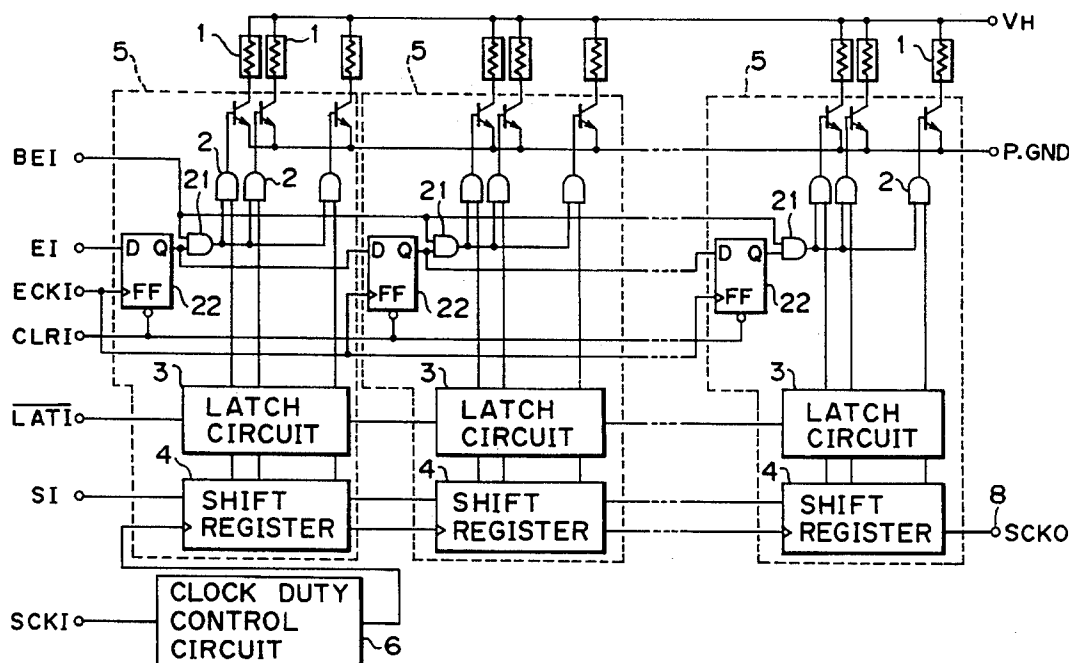 VH
1
1
1
5
5
5
P.GND
BEI
2
2
2
21
21
21
EI
D Q
D Q
D Q
ECKI
FF
FF
FF
22
22
22
CLRI
3
3
3
LATI
LATCH
CIRCUIT
LATCH
CIRCUIT
LATCH
CIRCUIT
4
4
4
8
SI
SHIFT
REGISTER
SHIFT
REGISTER
SHIFT
REGISTER
SCKO
SCKI
CLOCK DUTY
CONTROL
CIRCUIT
6